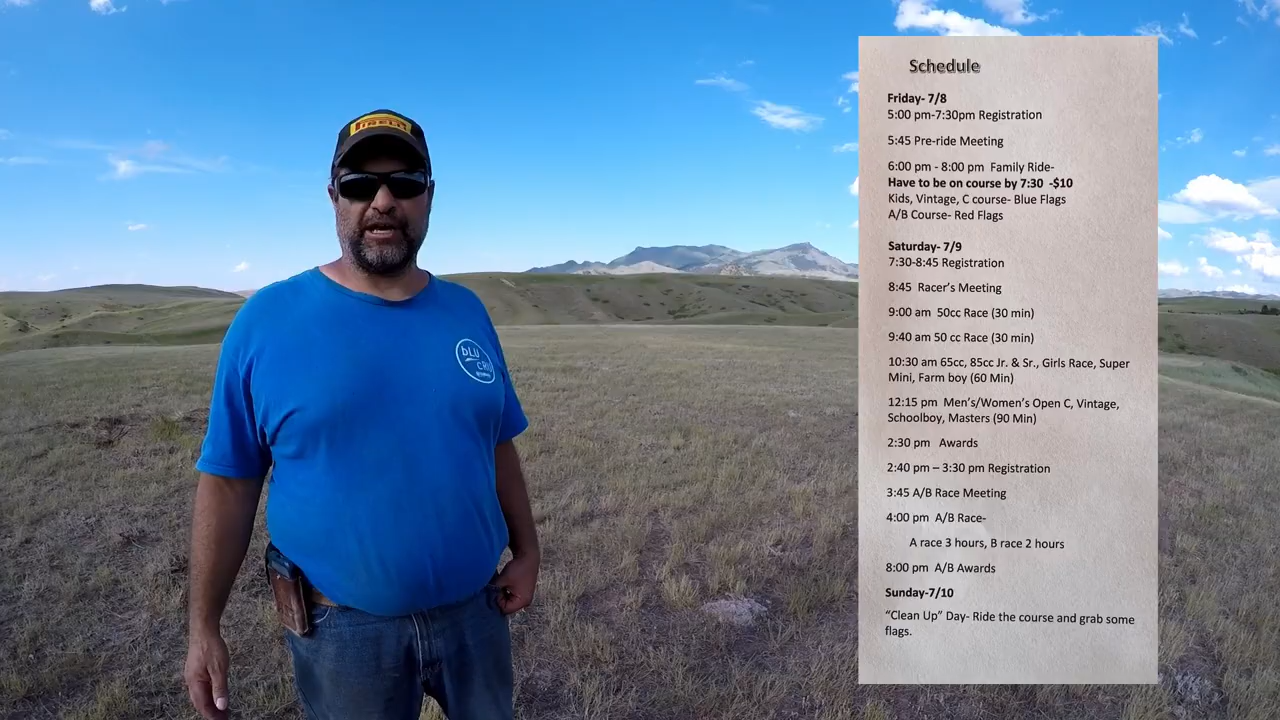 PIRELLI
bLU
cRU
Schedule
Friday- 7/8
5:00 pm-7:30pm Registration
5:45 Pre-ride Meeting
6:00 pm - 8:00 pm  Family Ride-
Have to be on course by 7:30  -$10
Kids, Vintage, C course- Blue Flags
A/B Course- Red Flags
Saturday- 7/9
7:30-8:45 Registration
8:45  Racer's Meeting
9:00 am  50cc Race (30 min)
9:40 am 50 cc Race (30 min)
10:30 am 65cc, 85cc Jr. & Sr., Girls Race, Super
Mini, Farm boy (60 Min)
12:15 pm  Men's/Women's Open C, Vintage,
Schoolboy, Masters (90 Min)
2:30 pm   Awards
2:40 pm – 3:30 pm Registration
3:45 A/B Race Meeting
4:00 pm  A/B Race-
A race 3 hours, B race 2 hours
8:00 pm  A/B Awards
Sunday-7/10
“Clean Up” Day- Ride the course and grab some
flags.